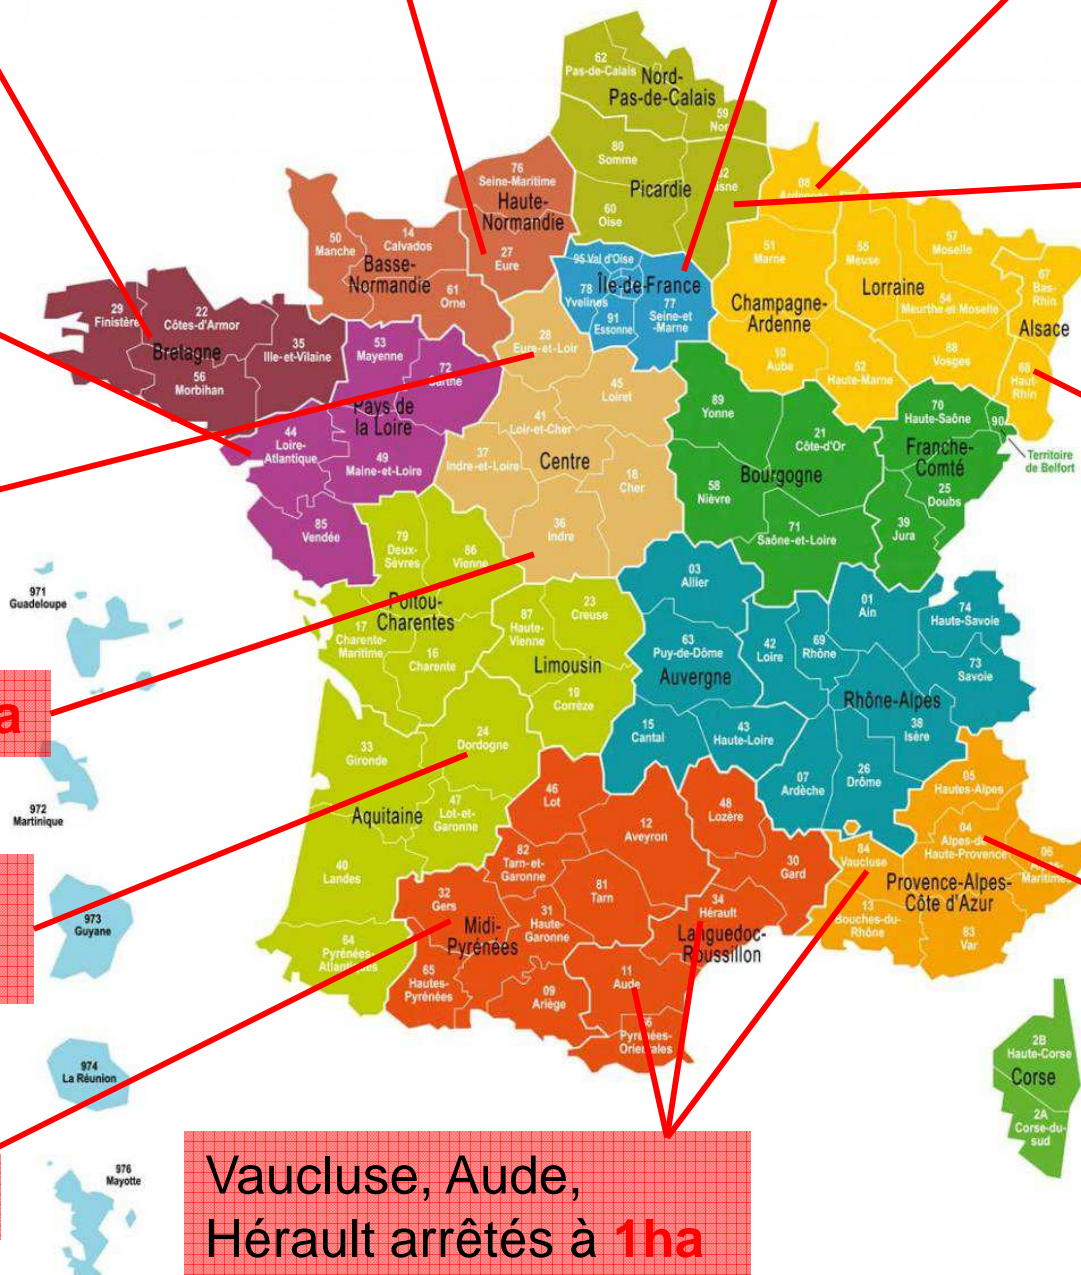 62
Pas-de-Calais
Nord-
Pas-de-Calais
59
80
Somme
Picardie
60
Oise
76
Seine-Maritime
Haute-
Normandie
27
Eure
50
Manche
14
Calvados
Basse-
Normandie
61
Orne
95 Val d'Oise
Île-de-France
78
Yvelines
91
Essonne
77
Seine-et
-Marne
08
51
Marne
Champagne-
Ardenne
10
Aube
52
Haute-Marne
55
Meuse
57
Moselle
Lorraine
54
Meurthe et Moselle
88
Vosges
67
Bas-
Rhin
Alsace
68
Haut-
Rhin
29
Finistère
22
Côtes-d'Armor
Bretagne
35
Ille-et-Vilaine
56
Morbihan
53
Mayenne
72
Sarthe
Pays de
la Loire
44
Loire-
Atlantique
49
Maine-et-Loire
85
Vendée
28
Eure-et-Loir
45
Loiret
41
Loir-et-Cher
37
Indre-et-Loire
Centre
18
Cher
36
Indre
89
Yonne
21
Côte-d'Or
Bourgogne
58
Nièvre
71
Saône-et-Loire
70
Haute-Saône
90
Territoire
de Belfort
Franche-
Comté
25
Doubs
39
Jura
79
Deux-
Sèvres
86
Vienne
Poitou-
Charentes
17
Charente-
Maritime
16
Charente
87
Haute-
Vienne
23
Creuse
Limousin
19
Corrèze
03
Allier
63
Puy-de-Dôme
Auvergne
15
Cantal
43
Haute-Loire
42
Loire
69
Rhône
01
Ain
74
Haute-Savoie
73
Savoie
Rhône-Alpes
38
Isère
07
Ardèche
26
Drôme
33
Gironde
24
Dordogne
47
Lot-et-
Garonne
Aquitaine
40
Landes
64
Pyrénées-
Atlantiques
46
Lot
12
Aveyron
82
Tarn-et-
Garonne
81
Tarn
32
Gers
31
Haute-
Garonne
Midi-
Pyrénées
65
Hautes-
Pyrénées
09
Ariège
48
Lozère
30
Gard
34
Hérault
Languedoc-
Roussillon
11
Aude
Pyrénées-
Orientales
05
Hautes-Alpes
04
Alpes-de
Haute-Provence
06
84
Vaucluse
Provence-Alpes-
Côte d'Azur
13
Bouches-du-
Rhône
83
Var
2B
Haute-Corse
Corse
2A
Corse-du-
sud
971
Guadeloupe
972
Martinique
973
Guyane
974
La Réunion
976
Mayotte
a
Vaucluse, Aude,
Hérault arrêtés à 1ha